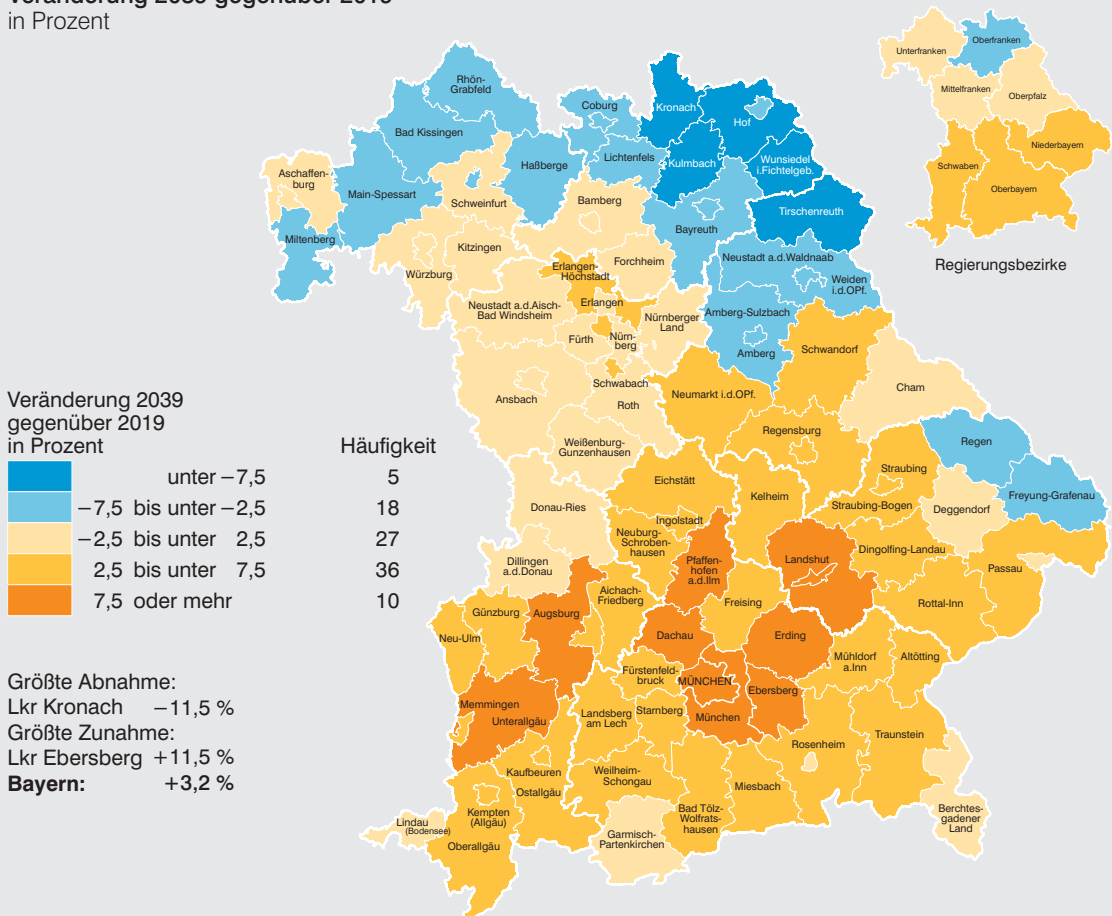 in Prozent
Unterfranken
Oberfranken
Mittelfranken
Oberpfalz
Niederbayern
Schwaben
Oberbayern
Regierungsbezirke
Rhön-
Grabfeld
Coburg
Kronach
Hof
Bad Kissingen
Lichtenfels
Kulmbach
Wunsiedel
i.Fichtelgeb.
Haßberge
Aschaffen-
burg
Main-Spessart
Schweinfurt
Bamberg
Tirschenreuth
Bayreuth
Miltenberg
Kitzingen
Würzburg
Forchheim
Neustadt a.d.Waldnaab
Weiden
i.d.OPf.
Erlangen-
Höchstadt
Erlangen
Neustadt a.d.Aisch-
Bad Windsheim
Nürnberger
Land
Amberg-Sulzbach
Fürth
Nürn-
berg
Amberg
Schwandorf
Schwabach
Ansbach
Roth
Neumarkt i.d.OPf.
Cham
Weißenburg-
Gunzenhausen
Regensburg
Regen
Straubing
Eichstätt
Kelheim
Freyung-Grafenau
Straubing-Bogen
Deggendorf
Donau-Ries
Ingolstadt
Neuburg-
Schroben-
hausen
Dingolfing-Landau
Dillingen
a.d.Donau
Pfaffen-
hofen
a.d.Ilm
Landshut
Passau
Aichach-
Friedberg
Freising
Rottal-Inn
Günzburg
Augsburg
Neu-Ulm
Dachau
Erding
Mühldorf
a.Inn
Altötting
Fürstenfeld-
bruck
MÜNCHEN
Ebersberg
Memmingen
Unterallgäu
Landsberg
am Lech
Starnberg
München
Traunstein
Rosenheim
Kaufbeuren
Ostallgäu
Weilheim-
Schongau
Miesbach
Bad Tölz-
Wolfrats-
hausen
Kempten
(Allgäu)
Lindau
(Bodensee)
Oberallgäu
Garmisch-
Partenkirchen
Berchtes-
gadener
Land
Veränderung 2039
gegenüber 2019
in Prozent Häufigkeit
unter −7,5 5
−7,5 bis unter −2,5 18
−2,5 bis unter 2,5 27
2,5 bis unter 7,5 36
7,5 oder mehr 10
Größte Abnahme:
Lkr Kronach −11,5 %
Größte Zunahme:
Lkr Ebersberg +11,5 %
Bayern: +3,2 %